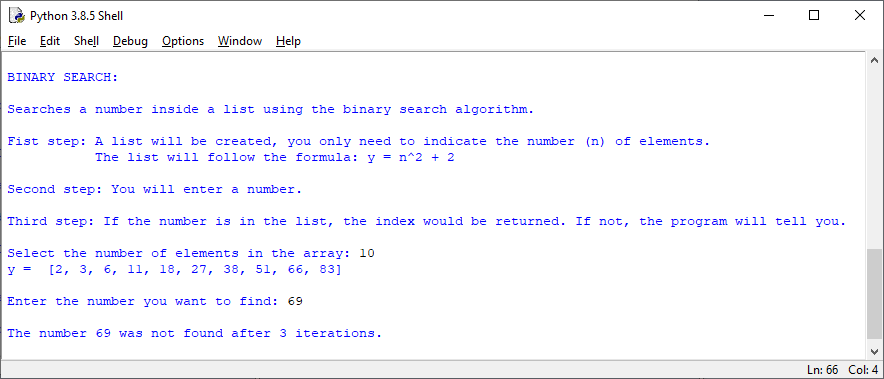 Python 3.8.5 Shell
File Edit Shell Debug Options Window Help
BINARY SEARCH:
Searches a number inside a list using the binary search algorithm.
Fist step: A list will be created, you only need to indicate the number (n) of elements.
The list will follow the formula: y = n^2 + 2
Second step: You will enter a number.
Third step: If the number is in the list, the index would be returned. If not, the program will tell you.
Select the number of elements in the array: 10
y =  [2, 3, 6, 11, 18, 27, 38, 51, 66, 83]
Enter the number you want to find: 69
The number 69 was not found after 3 iterations.
Ln: 66 Col: 4